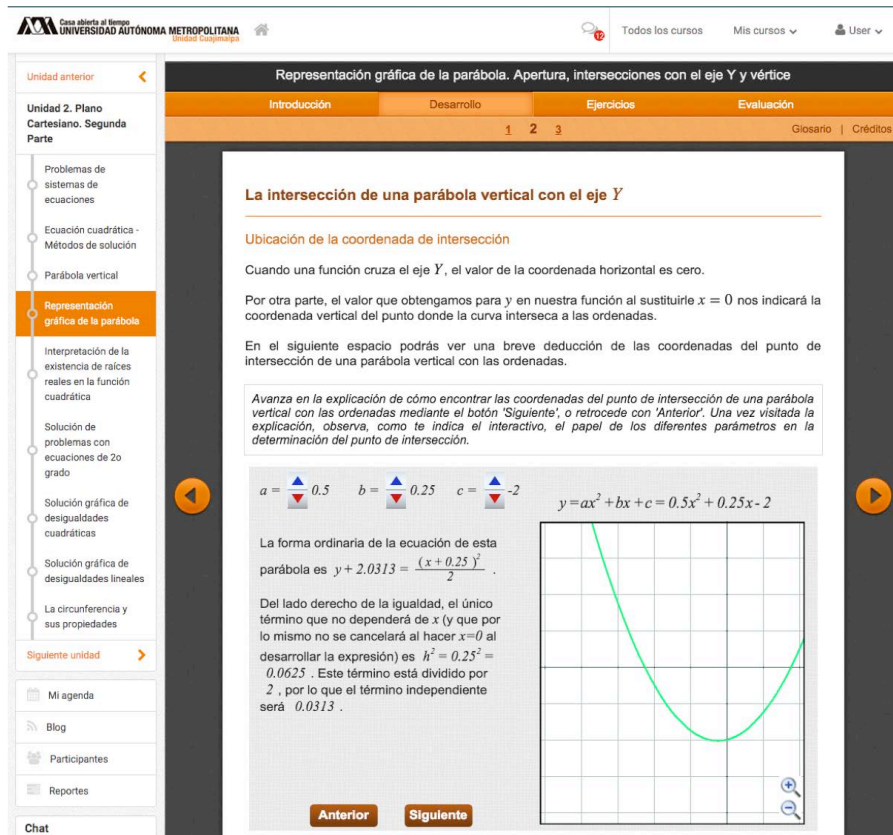 Casa abierta al tiempo
UNIVERSIDAD AUTÓNOMA METROPOLITANA
Unidad Cuajimalpa
12
Todos los cursos
Mis cursos
User
Unidad anterior
Unidad 2. Plano
Cartesiano. Segunda
Parte
Problemas de
sistemas de
ecuaciones
Ecuación cuadrática -
Métodos de solución
Parábola vertical
Representación
gráfica de la parábola
Interpretación de la
existencia de raíces
reales en la función
cuadrática
Solución de
problemas con
ecuaciones de 2o
grado
Solución gráfica de
desigualdades
cuadráticas
Solución gráfica de
desigualdades lineales
La circunferencia y
sus propiedades
Siguiente unidad
Mi agenda
Blog
Participantes
Reportes
Chat
Representación gráfica de la parábola. Apertura, intersecciones con el eje Y y vértice
Introducción
Desarrollo
Ejercicios
Evaluación
1 2 3
Glosario | Créditos
La intersección de una parábola vertical con el eje Y
Ubicación de la coordenada de intersección
Cuando una función cruza el eje Y, el valor de la coordenada horizontal es cero.
Por otra parte, el valor que obtengamos para y en nuestra función al sustituirle x = 0 nos indicará la
coordenada vertical del punto donde la curva interseca a las ordenadas.
En el siguiente espacio podrás ver una breve deducción de las coordenadas del punto de
intersección de una parábola vertical con las ordenadas.
Avanza en la explicación de cómo encontrar las coordenadas del punto de intersección de una parábola
vertical con las ordenadas mediante el botón 'Siguiente', o retrocede con 'Anterior'. Una vez visitada la
explicación, observa, como te indica el interactivo, el papel de los diferentes parámetros en la
determinación del punto de intersección.
a = 0.5 b = 0.25 c = -2
y = ax² + bx + c = 0.5x² + 0.25x - 2
La forma ordinaria de la ecuación de esta
parábola es y + 2.0313 = (x + 0.25)² / 2 .
Del lado derecho de la igualdad, el único
término que no dependerá de x (y que por
lo mismo no se cancelará al hacer x=0 al
desarrollar la expresión) es h² = 0.25² =
0.0625 . Este término está dividido por
2 , por lo que el término independiente
será 0.0313 .
Anterior
Siguiente